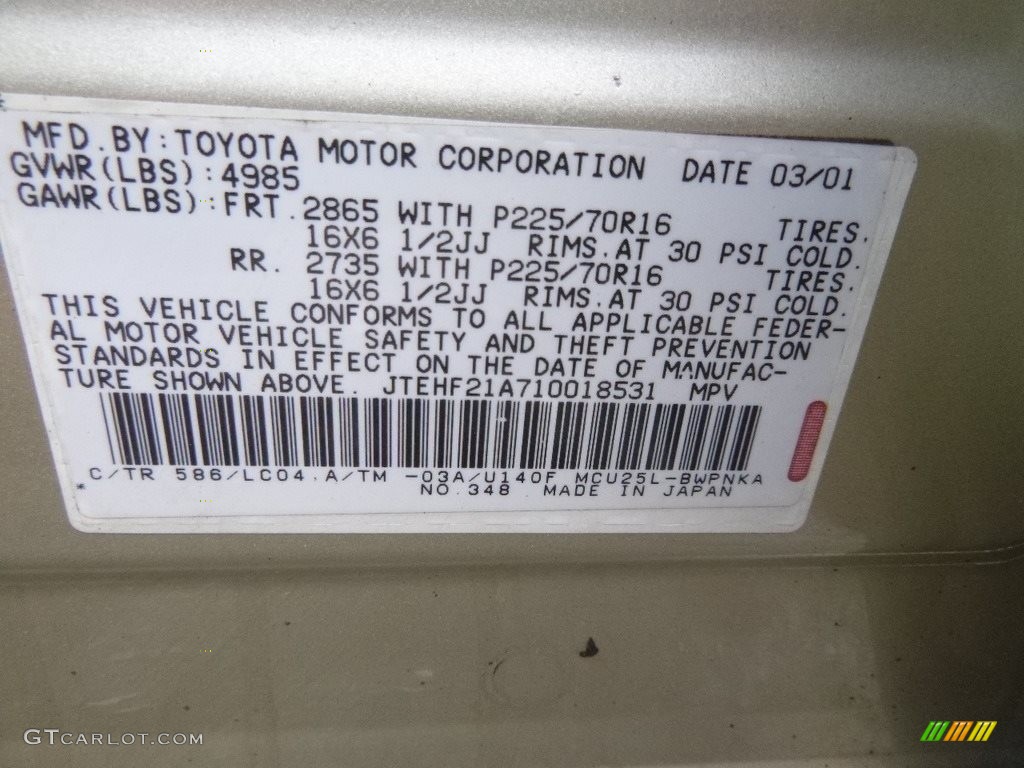 MFD.BY:TOYOTA MOTOR CORPORATION DATE 03/01
GVWR(LBS):4985
GAWR(LBS):FRT.2865 WITH P225/70R16 TIRES.
16X6 1/2JJ RIMS.AT 30 PSI COLD.
RR. 2735 WITH P225/70R16 TIRES.
16X6 1/2JJ RIMS.AT 30 PSI COLD.
THIS VEHICLE CONFORMS TO ALL APPLICABLE FEDER-
AL MOTOR VEHICLE SAFETY AND THEFT PREVENTION
STANDARDS IN EFFECT ON THE DATE OF MANUFAC-
TURE SHOWN ABOVE. JTEHF21A710018531 MPV
C/TR 586/LC04.A/TM -03A/U140F MCU25L-BWPNKA
NO.348 MADE IN JAPAN
GTCARLOT.COM